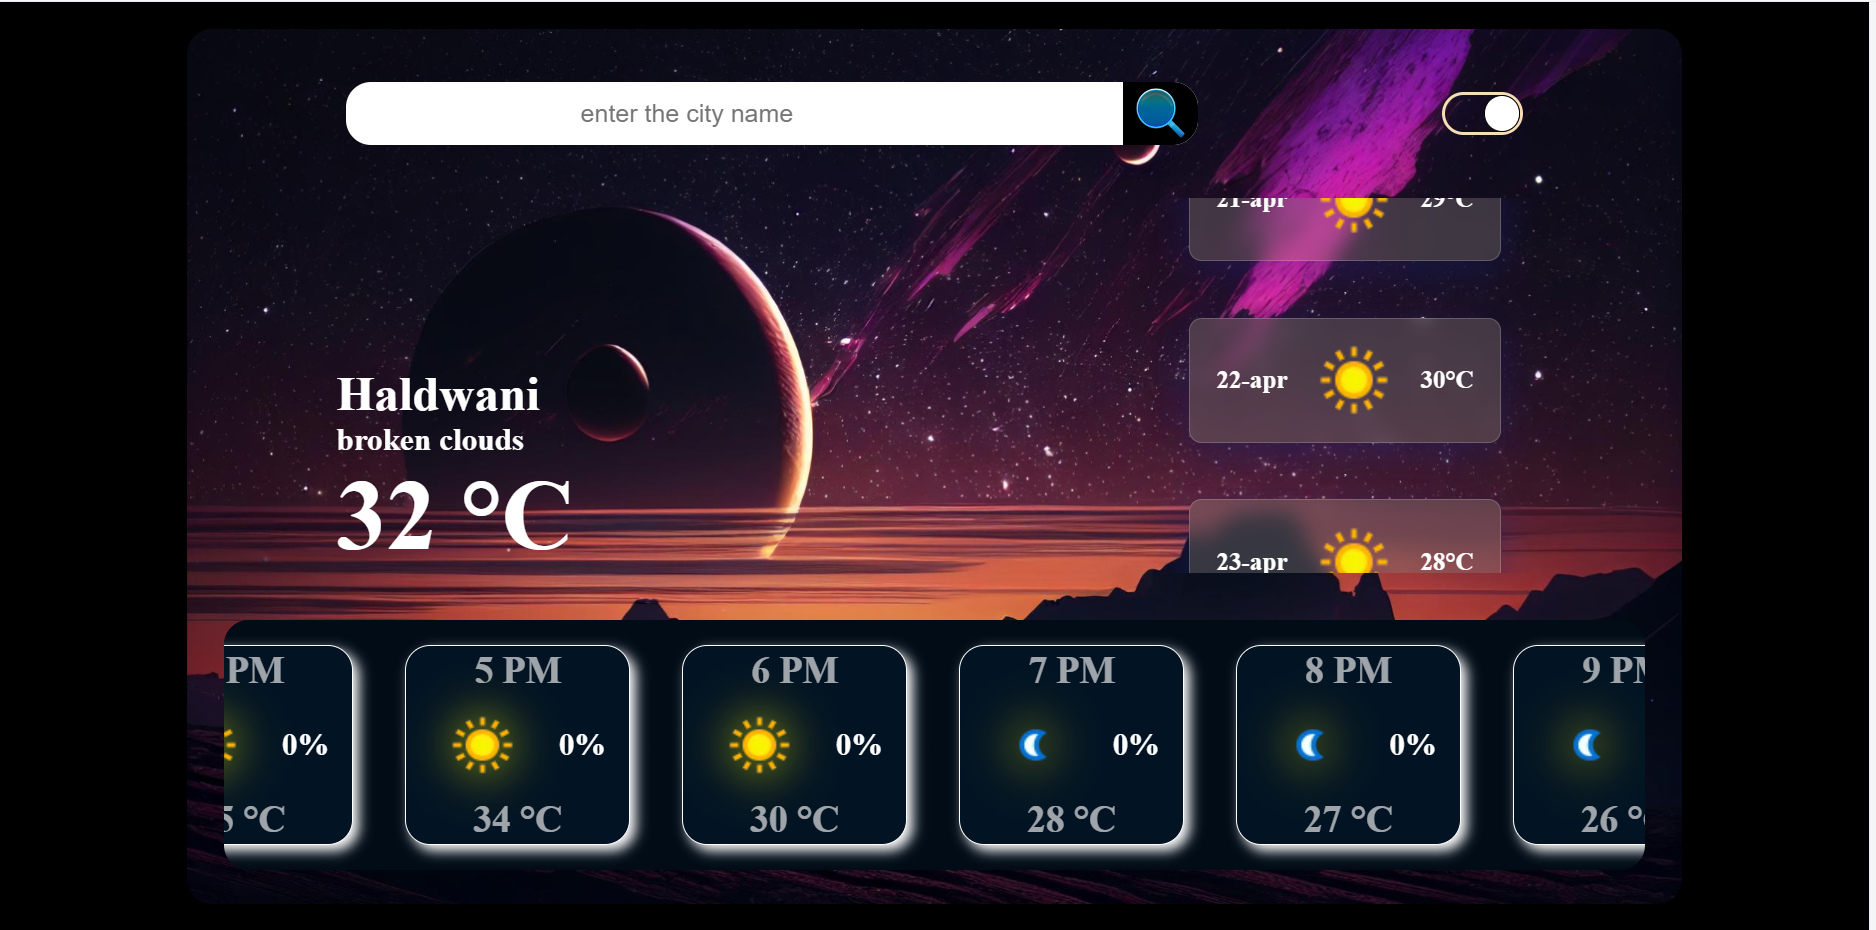 enter the city name
21-apr 29°C
22-apr 30°C
23-apr 28°C
Haldwani
broken clouds
32 °C
PM
0%
5 °C
5 PM
0%
34 °C
6 PM
0%
30 °C
7 PM
0%
28 °C
8 PM
0%
27 °C
9 PM
26 °